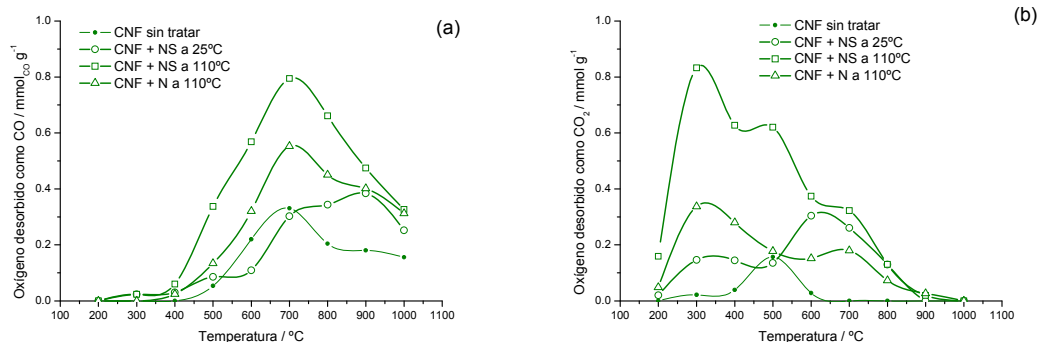 (a)
CNF sin tratar
CNF + NS a 25ºC
CNF + NS a 110ºC
CNF + N a 110ºC
Oxígeno desorbido como CO / mmol_CO g⁻¹
1.0
0.8
0.6
0.4
0.2
0.0
100 200 300 400 500 600 700 800 900 1000 1100
Temperatura / ºC
(b)
CNF sin tratar
CNF + NS a 25ºC
CNF + NS a 110ºC
CNF + N a 110ºC
Oxígeno desorbido como CO₂ / mmol g⁻¹
1.0
0.8
0.6
0.4
0.2
0.0
100 200 300 400 500 600 700 800 900 1000 1100
Temperatura / ºC